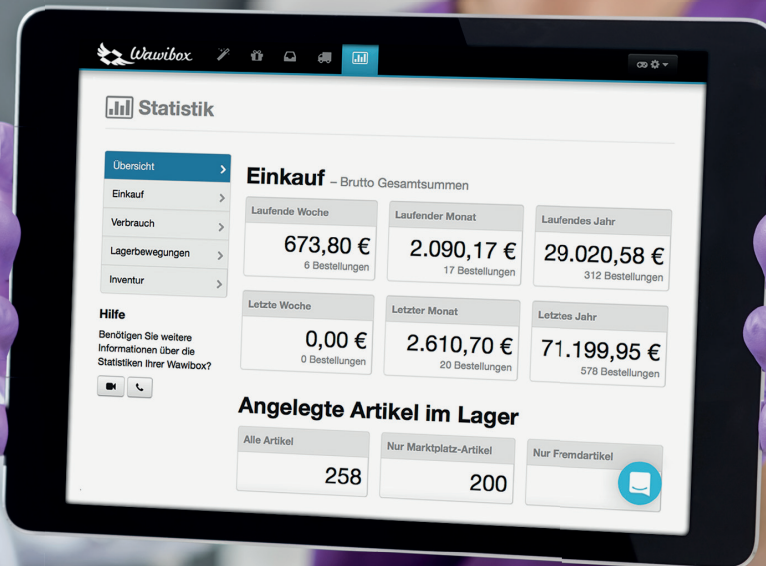 Wawibox
Statistik
Übersicht
Einkauf
Verbrauch
Lagerbewegungen
Inventur
Hilfe
Benötigen Sie weitere
Informationen über die
Statistiken Ihrer Wawibox?
Einkauf – Brutto Gesamtsummen
Laufende Woche
673,80 €
6 Bestellungen
Laufender Monat
2.090,17 €
17 Bestellungen
Laufendes Jahr
29.020,58 €
312 Bestellungen
Letzte Woche
0,00 €
0 Bestellungen
Letzter Monat
2.610,70 €
20 Bestellungen
Letztes Jahr
71.199,95 €
578 Bestellungen
Angelegte Artikel im Lager
Alle Artikel
258
Nur Marktplatz-Artikel
200
Nur Fremdartikel